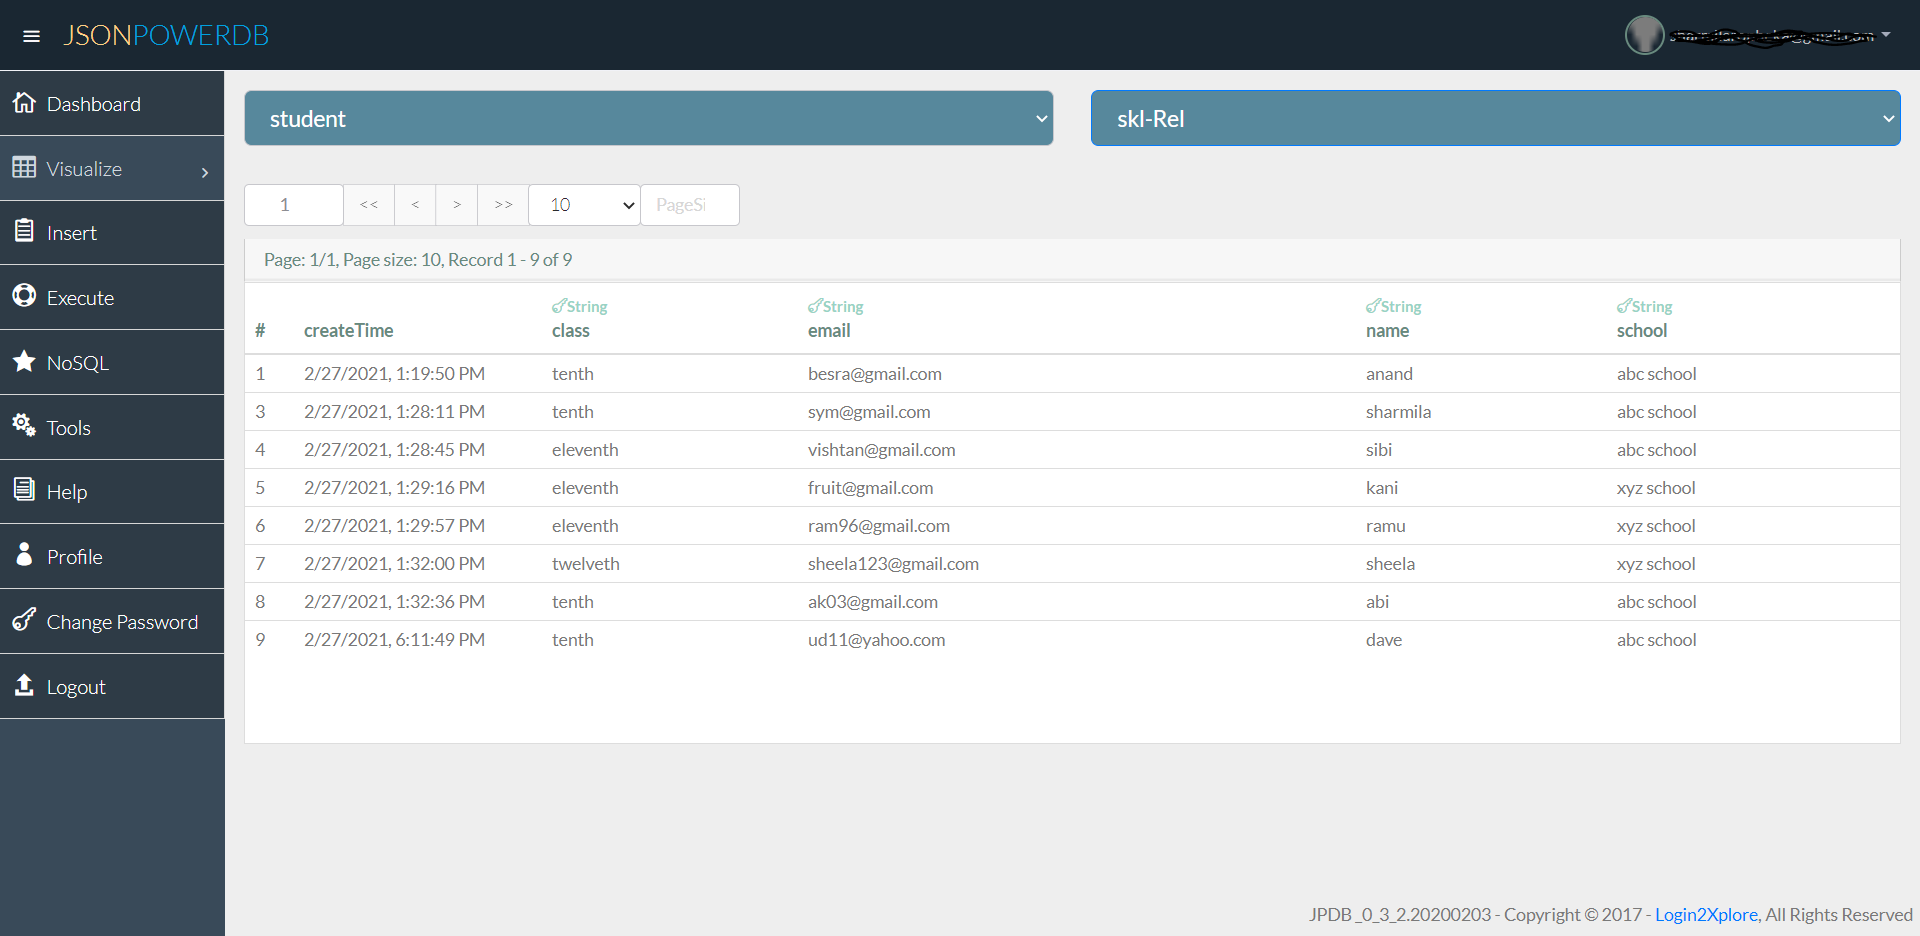 JSONPOWERDB
Dashboard
Visualize
Insert
Execute
NoSQL
Tools
Help
Profile
Change Password
Logout
student
skl-Rel
1 << < > >> 10 PageSi
Page: 1/1, Page size: 10, Record 1 - 9 of 9
String String String String
# createTime class email name school
1 2/27/2021, 1:19:50 PM tenth besra@gmail.com anand abc school
3 2/27/2021, 1:28:11 PM tenth sym@gmail.com sharmila abc school
4 2/27/2021, 1:28:45 PM eleventh vishtan@gmail.com sibi abc school
5 2/27/2021, 1:29:16 PM eleventh fruit@gmail.com kani xyz school
6 2/27/2021, 1:29:57 PM eleventh ram96@gmail.com ramu xyz school
7 2/27/2021, 1:32:00 PM twelveth sheela123@gmail.com sheela xyz school
8 2/27/2021, 1:32:36 PM tenth ak03@gmail.com abi abc school
9 2/27/2021, 6:11:49 PM tenth ud11@yahoo.com dave abc school
JPDB_0_3_2.20200203 - Copyright © 2017 - Login2Xplore, All Rights Reserved